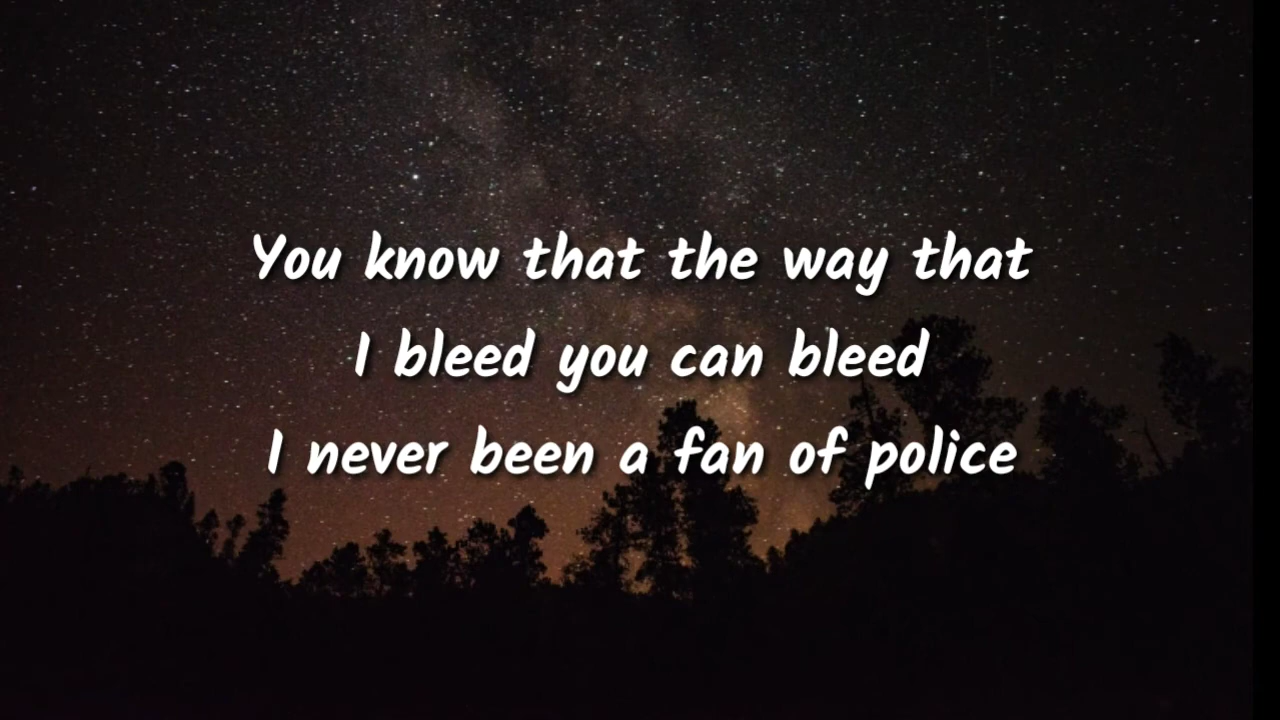 You know that the way that
I bleed you can bleed
I never been a fan of police